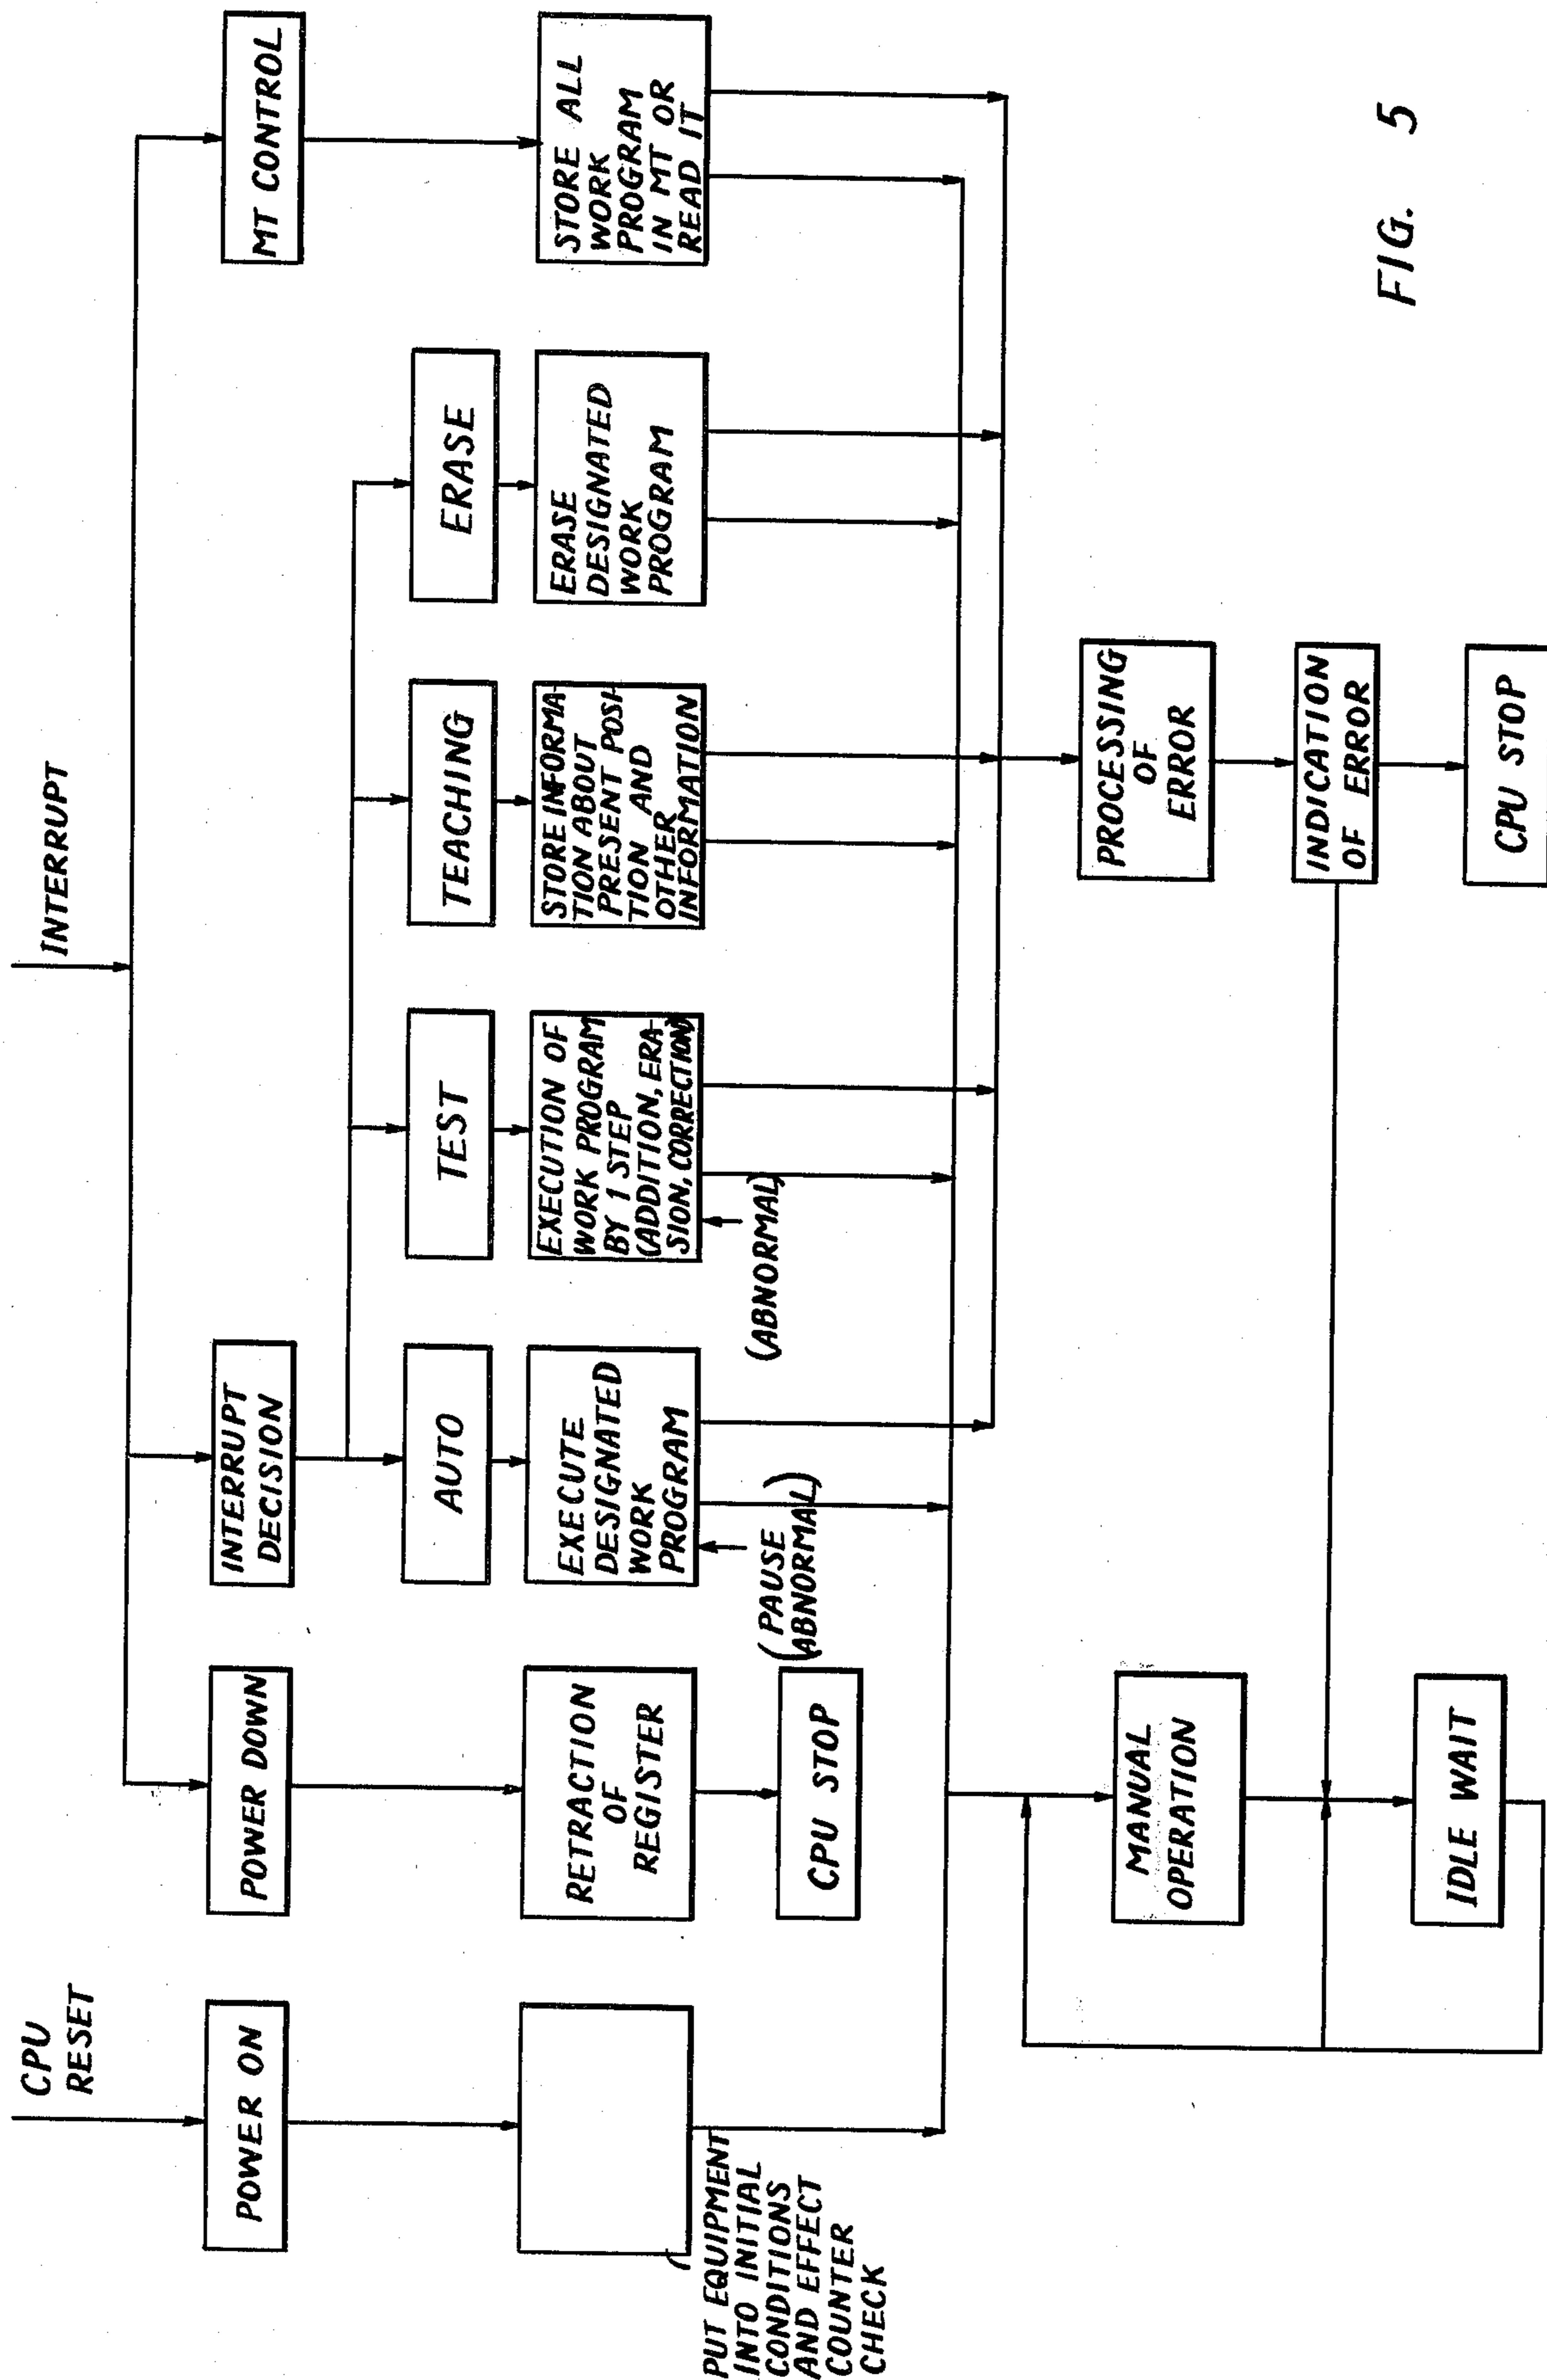 CPU
RESET
INTERRUPT
POWER ON
POWER DOWN
INTERRUPT
DECISION
MT CONTROL
AUTO
TEST
TEACHING
ERASE
PUT EQUIPMENT
INTO INITIAL
CONDITIONS
AND EFFECT
COUNTER
CHECK
RETRACTION
OF
REGISTER
EXECUTE
DESIGNATED
WORK
PROGRAM
EXECUTION OF
WORK PROGRAM
BY 1 STEP
(ADDITION, ERA-
SION, CORRECTION)
STORE INFORMA-
TION ABOUT
PRESENT POSI-
TION AND
OTHER
INFORMATION
ERASE
DESIGNATED
WORK
PROGRAM
STORE ALL
WORK
PROGRAM
IN MT OR
READ IT
CPU STOP
(PAUSE
ABNORMAL)
(ABNORMAL)
MANUAL
OPERATION
PROCESSING
OF
ERROR
INDICATION
OF ERROR
IDLE WAIT
CPU STOP
FIG. 5